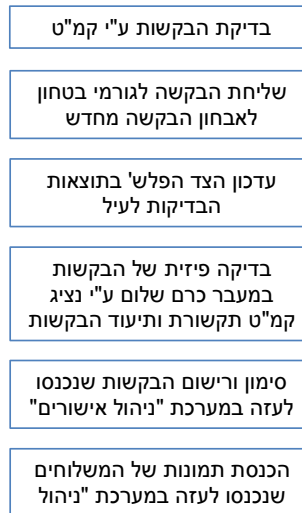 בדיקת הבקשות ע"י קמ"ט
שליחת הבקשה לגורמי בטחון
לאבחון הבקשה מחדש
עדכון הצד הפלש' בתוצאות
הבדיקות לעיל
בדיקה פיזית של הבקשות
במעבר כרם שלום ע"י נציג
קמ"ט תקשורת ותיעוד הבקשות
סימון ורישום הבקשות שנכנסו
לעזה במערכת "ניהול אישורים"
הכנסת תמונות של המשלוחים
שנכנסו לעזה במערכת "ניהול